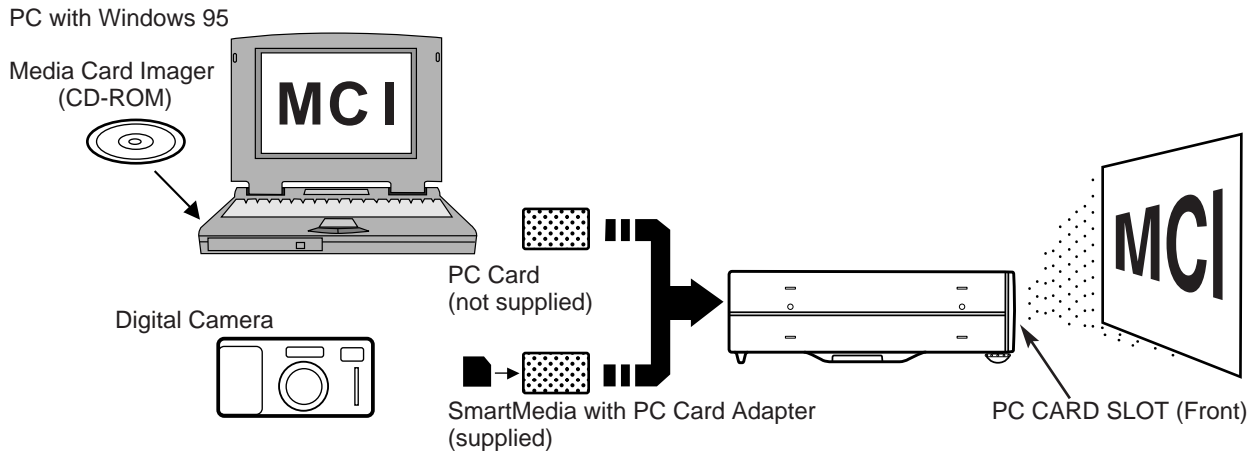 PC with Windows 95
Media Card Imager
(CD-ROM)
MCI
PC Card
(not supplied)
Digital Camera
SmartMedia with PC Card Adapter
(supplied)
MCI
PC CARD SLOT (Front)